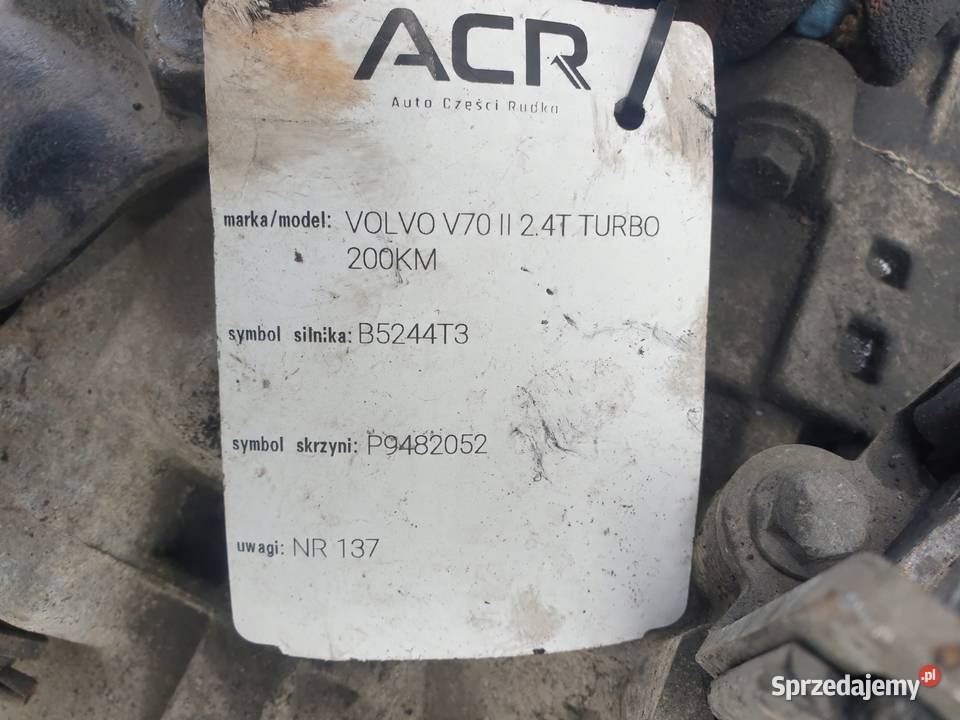 ACR
Auto Części Rudka
marka/model: VOLVO V70 II 2.4T TURBO
200KM
symbol silnika: B5244T3
symbol skrzyni: P9482052
uwagi: NR 137
Sprzedajemy.pl